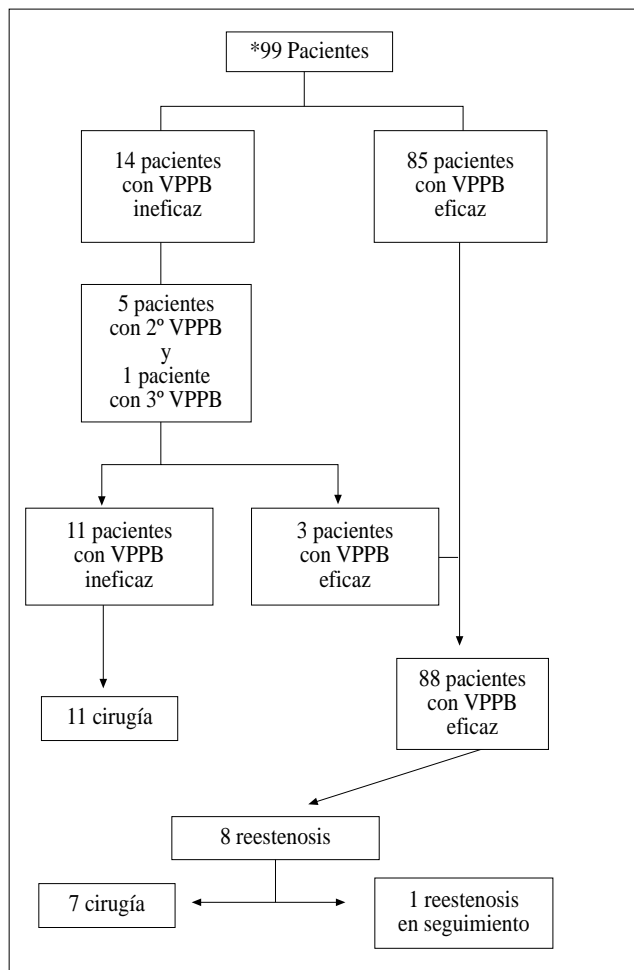 *99 Pacientes
14 pacientes
con VPPB
ineficaz
85 pacientes
con VPPB
eficaz
5 pacientes
con 2º VPPB
y
1 paciente
con 3º VPPB
11 pacientes
con VPPB
ineficaz
3 pacientes
con VPPB
eficaz
88 pacientes
con VPPB
eficaz
11 cirugía
8 reestenosis
7 cirugía
1 reestenosis
en seguimiento